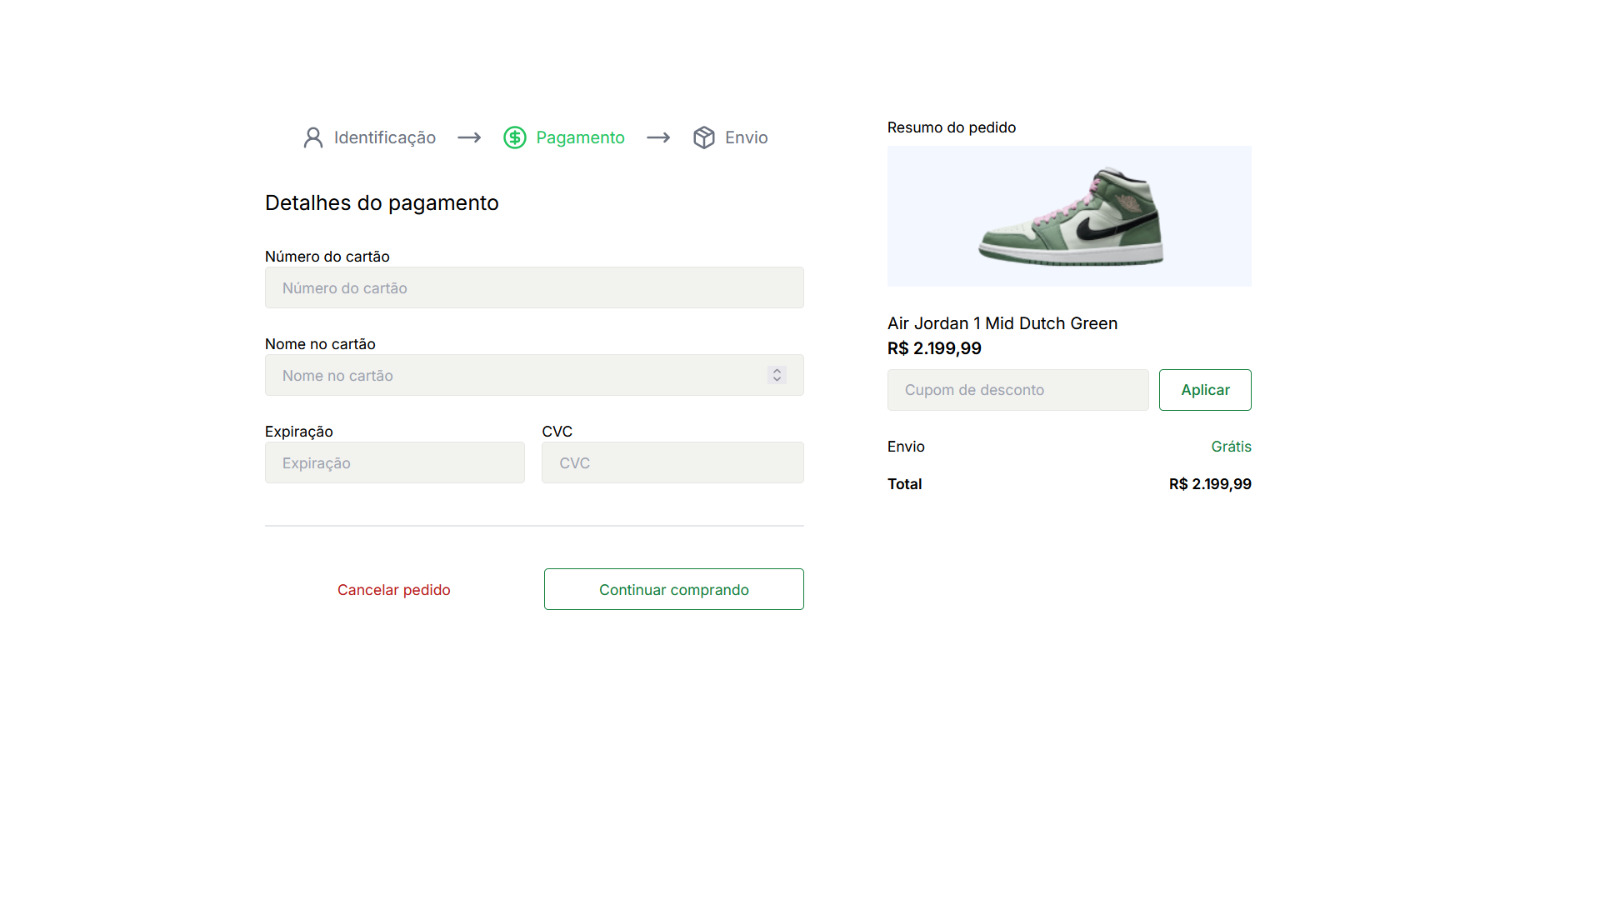 Identificação → Pagamento → Envio
Detalhes do pagamento
Número do cartão
Número do cartão
Nome no cartão
Nome no cartão
Expiração CVC
Expiração CVC
Cancelar pedido Continuar comprando
Resumo do pedido
Air Jordan 1 Mid Dutch Green
R$ 2.199,99
Cupom de desconto Aplicar
Envio Grátis
Total R$ 2.199,99